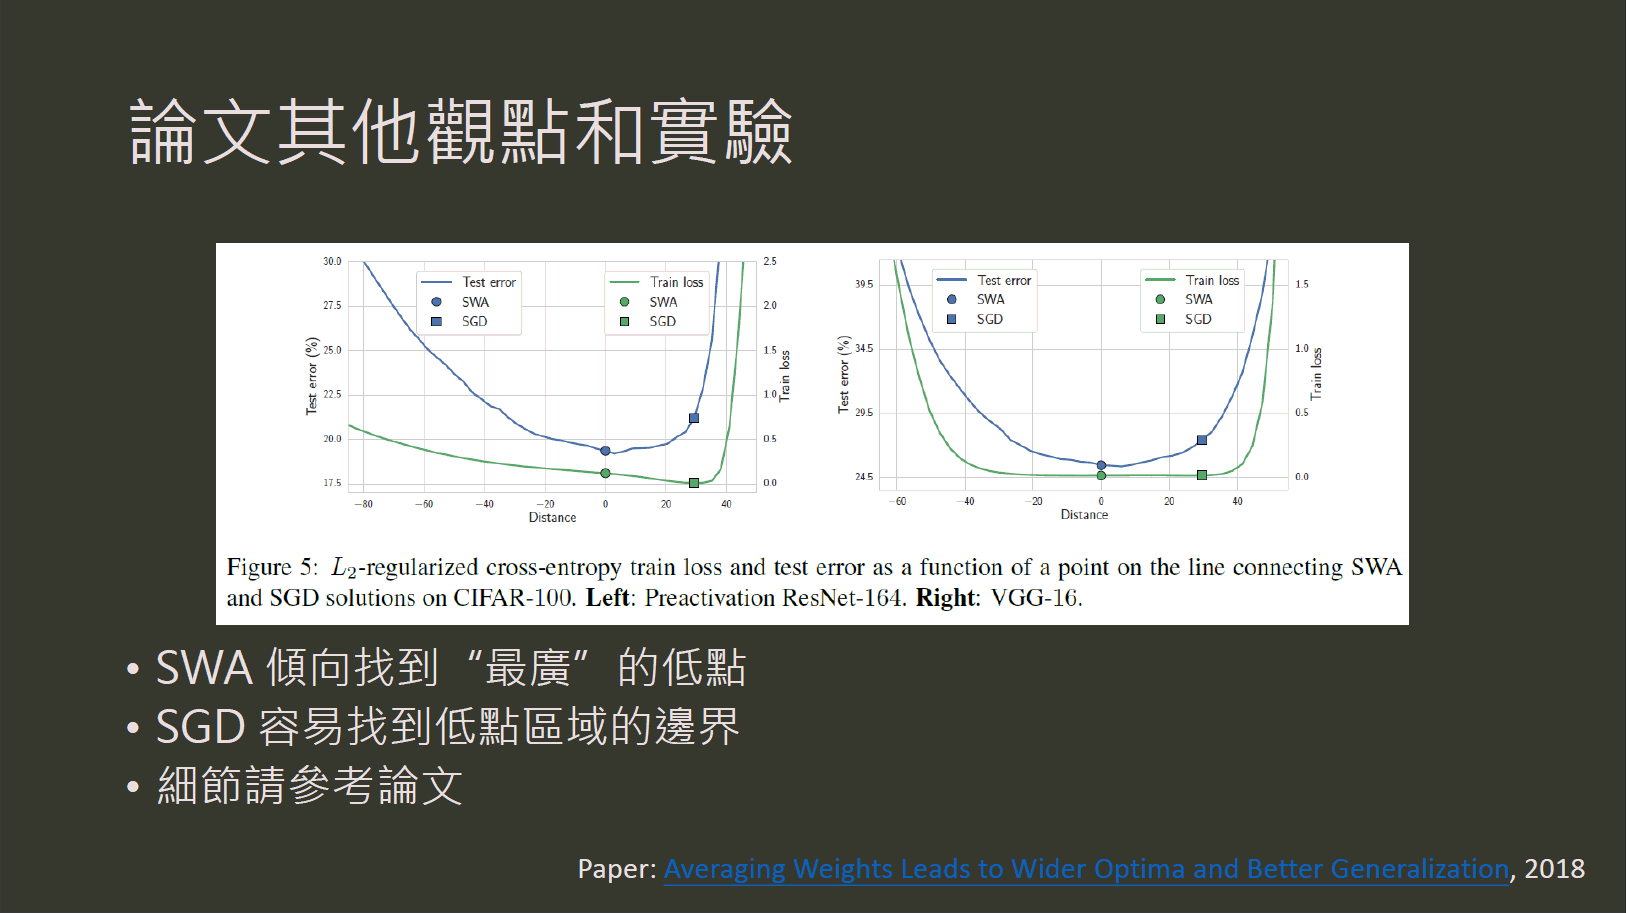 論文其他觀點和實驗
30.0
27.5
25.0
22.5
20.0
17.5
Test error (%)
Test error
SWA
SGD
Train loss
SWA
SGD
2.5
2.0
1.5
1.0
0.5
0.0
Train loss
−80 −60 −40 −20 0 20 40
Distance
39.5
34.5
29.5
24.5
Test error (%)
Test error
SWA
SGD
Train loss
SWA
SGD
1.5
1.0
0.5
0.0
Train loss
−60 −40 −20 0 20 40
Distance
Figure 5: L2-regularized cross-entropy train loss and test error as a function of a point on the line connecting SWA
and SGD solutions on CIFAR-100. Left: Preactivation ResNet-164. Right: VGG-16.
• SWA 傾向找到 “最廣” 的低點
• SGD 容易找到低點區域的邊界
• 細節請參考論文
Paper: Averaging Weights Leads to Wider Optima and Better Generalization, 2018